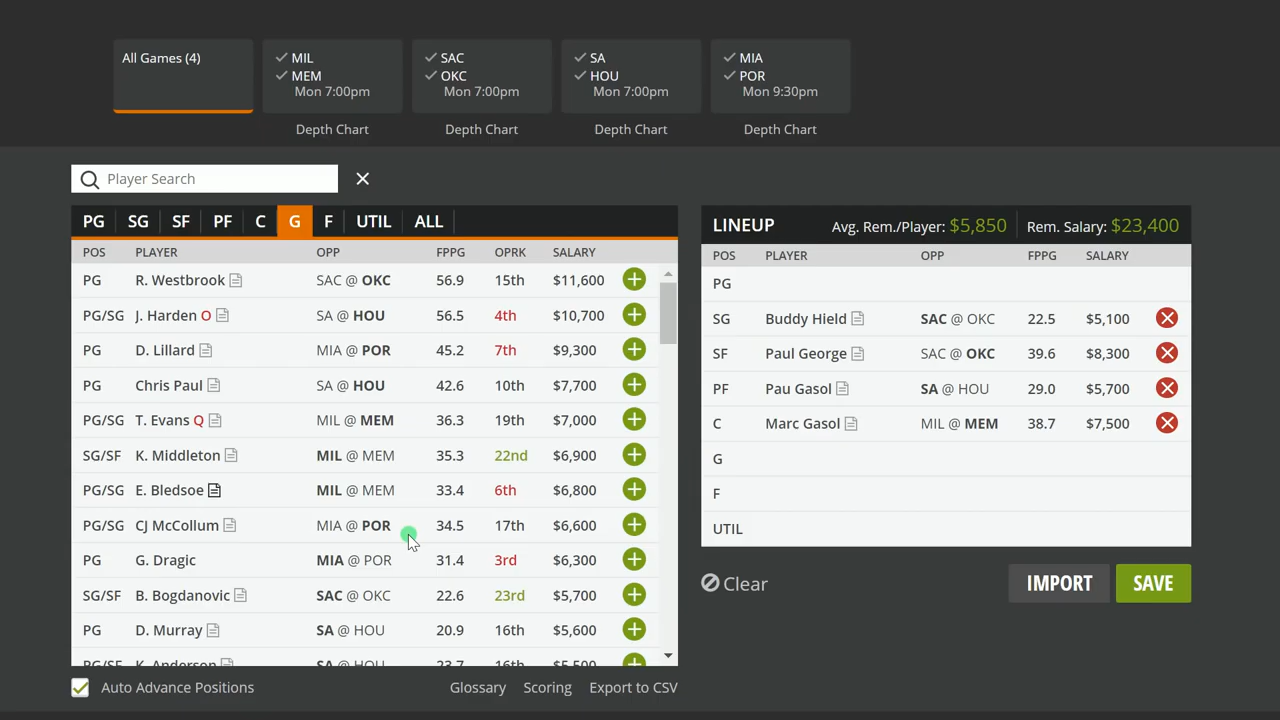 All Games (4)
MIL
MEM
Mon 7:00pm
SAC
OKC
Mon 7:00pm
SA
HOU
Mon 7:00pm
MIA
POR
Mon 9:30pm
Depth Chart Depth Chart Depth Chart Depth Chart
Player Search
PG SG SF PF C G F UTIL ALL
POS PLAYER OPP FPPG OPRK SALARY
PG R. Westbrook SAC @ OKC 56.9 15th $11,600
PG/SG J. Harden O SA @ HOU 56.5 4th $10,700
PG D. Lillard MIA @ POR 45.2 7th $9,300
PG Chris Paul SA @ HOU 42.6 10th $7,700
PG/SG T. Evans Q MIL @ MEM 36.3 19th $7,000
SG/SF K. Middleton MIL @ MEM 35.3 22nd $6,900
PG/SG E. Bledsoe MIL @ MEM 33.4 6th $6,800
PG/SG CJ McCollum MIA @ POR 34.5 17th $6,600
PG G. Dragic MIA @ POR 31.4 3rd $6,300
SG/SF B. Bogdanovic SAC @ OKC 22.6 23rd $5,700
PG D. Murray SA @ HOU 20.9 16th $5,600
PG/SF K. Anderson SA @ HOU 23.7 16th $5,500
Auto Advance Positions Glossary Scoring Export to CSV
LINEUP Avg. Rem./Player: $5,850 Rem. Salary: $23,400
POS PLAYER OPP FPPG SALARY
PG
SG Buddy Hield SAC @ OKC 22.5 $5,100
SF Paul George SAC @ OKC 39.6 $8,300
PF Pau Gasol SA @ HOU 29.0 $5,700
C Marc Gasol MIL @ MEM 38.7 $7,500
G
F
UTIL
Clear IMPORT SAVE